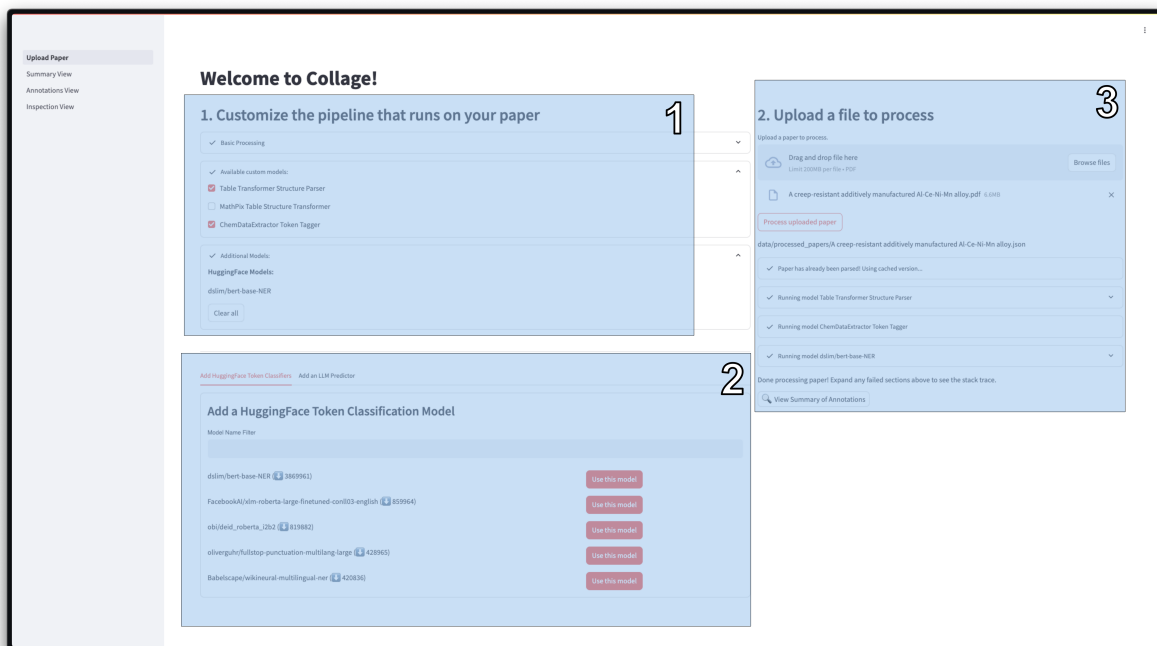 Upload Paper
Summary View
Annotations View
Inspection View
Welcome to Collage!
1
1. Customize the pipeline that runs on your paper
Basic Processing
Available custom models:
Table Transformer Structure Parser
MathPix Table Structure Transformer
ChemDataExtractor Token Tagger
Additional Models:
HuggingFace Models:
dslim/bert-base-NER
Clear all
2
Add HuggingFace Token Classifiers Add an LLM Predictor
Add a HuggingFace Token Classification Model
Model Name Filter
dslim/bert-base-NER (⬇️ 3869961) Use this model
FacebookAI/xlm-roberta-large-finetuned-conll03-english (⬇️ 859964) Use this model
obi/deid_roberta_i2b2 (⬇️ 819882) Use this model
oliverguhr/fullstop-punctuation-multilang-large (⬇️ 428965) Use this model
Babelscape/wikineural-multilingual-ner (⬇️ 420836) Use this model
3
2. Upload a file to process
Upload a paper to process.
Drag and drop file here
Limit 200MB per file • PDF
Browse files
A creep-resistant additively manufactured Al-Ce-Ni-Mn alloy.pdf 6.6MB
Process uploaded paper
data/processed_papers/A creep-resistant additively manufactured Al-Ce-Ni-Mn alloy.json
Paper has already been parsed! Using cached version...
Running model Table Transformer Structure Parser
Running model ChemDataExtractor Token Tagger
Running model dslim/bert-base-NER
Done processing paper! Expand any failed sections above to see the stack trace.
View Summary of Annotations